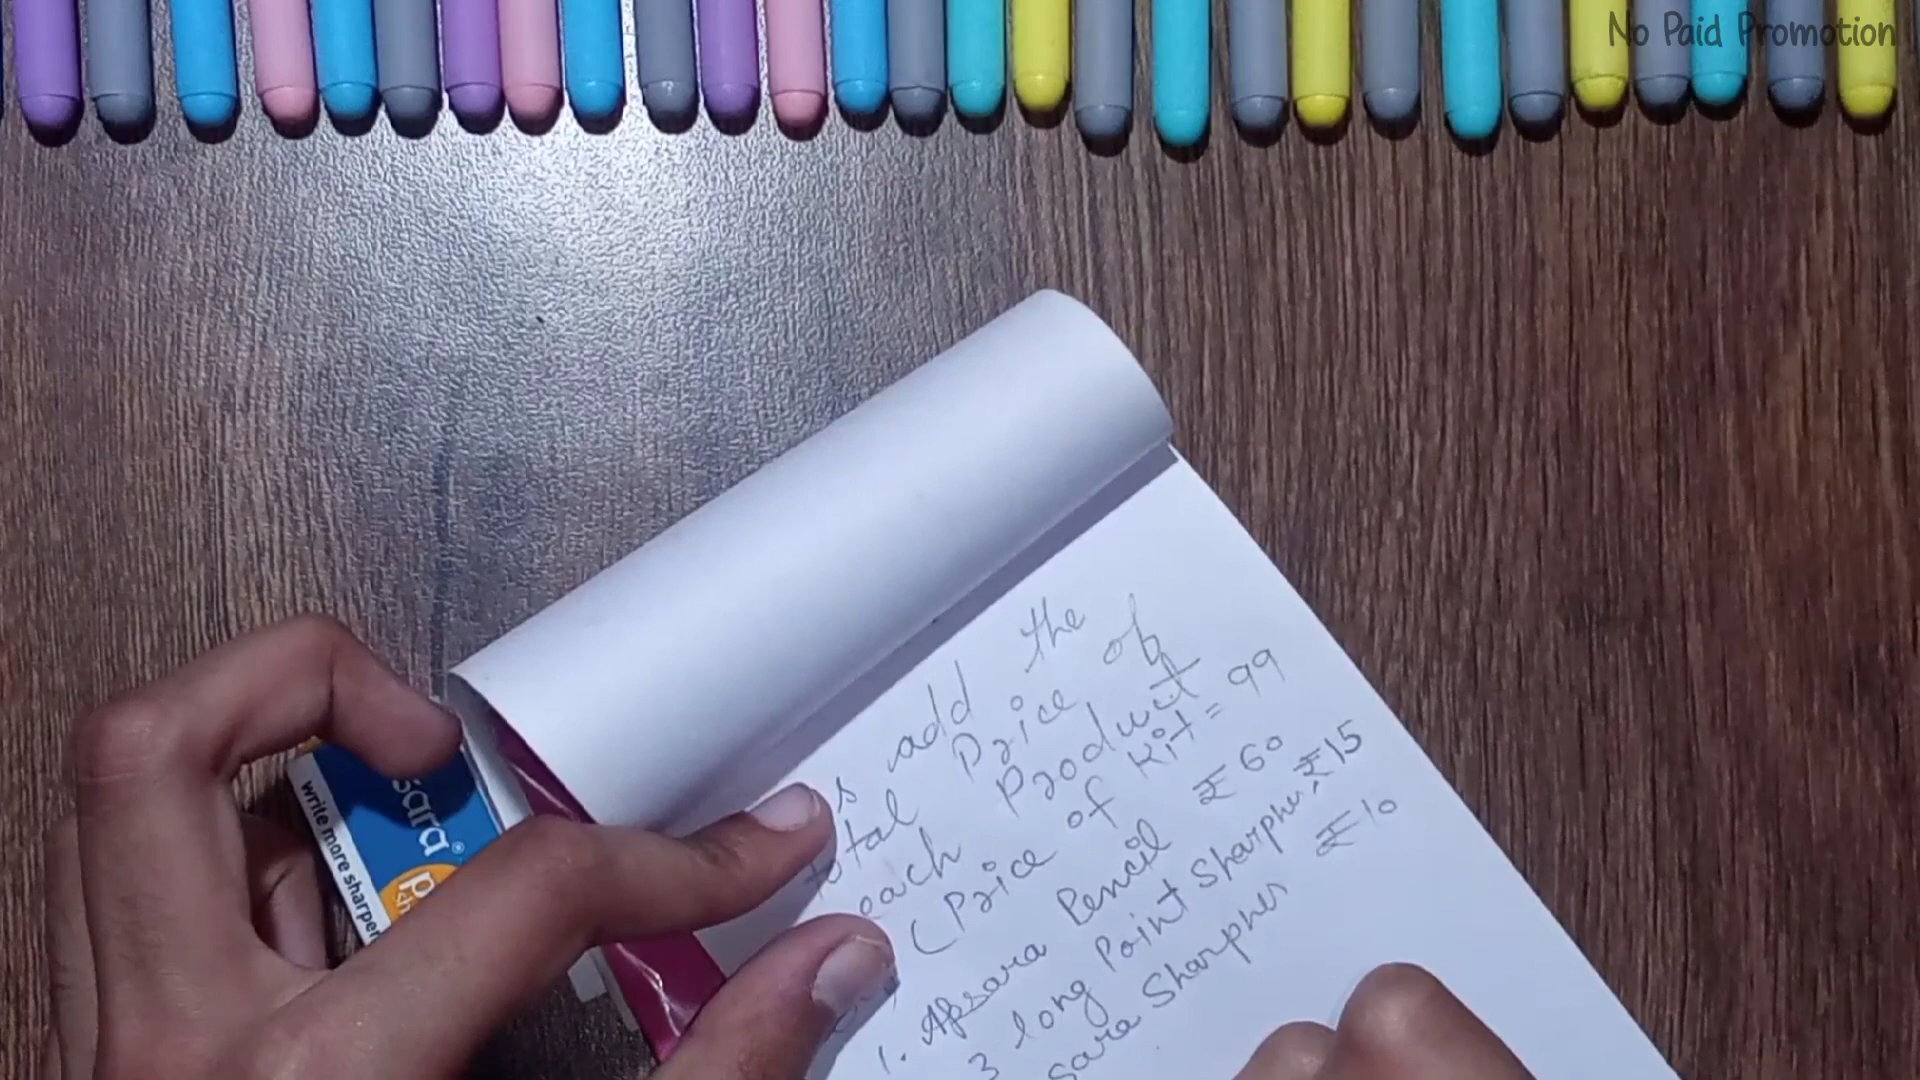 No Paid Promotion
s add the
total Price of
each Product
(Price of Kit = 99
1. Apsara Pencil ₹ 60
3 long Point Sharpner ₹15
sara Sharpner ₹10
sara®
write more sharper